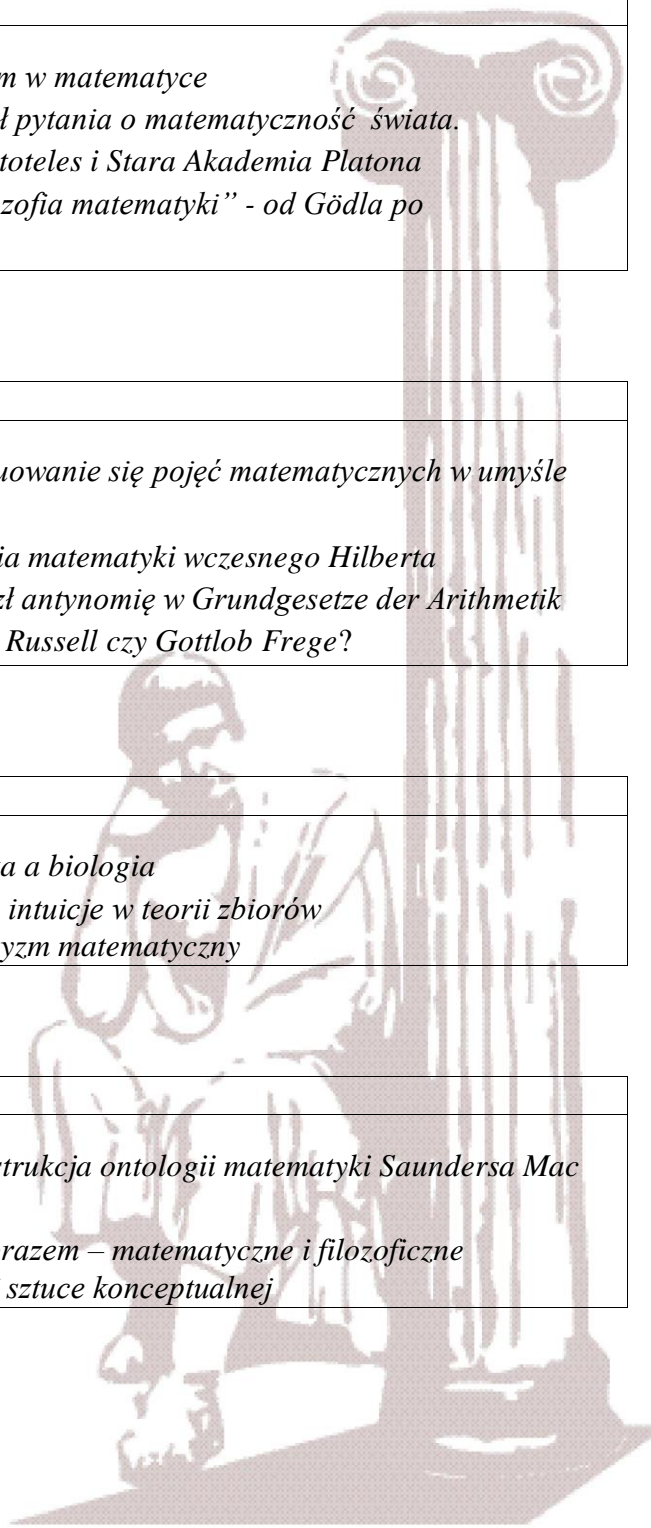 m w matematyce
ł pytania o matematyczność świata.
toteles i Stara Akademia Platona
zofia matematyki” - od Gödla po
uowanie się pojęć matematycznych w umyśle
ia matematyki wczesnego Hilberta
zł antynomię w Grundgesetze der Arithmetik
Russell czy Gottlob Frege?
a a biologia
intuicje w teorii zbiorów
yzm matematyczny
trukcja ontologii matematyki Saundersa Mac
razem – matematyczne i filozoficzne
sztuce konceptualnej